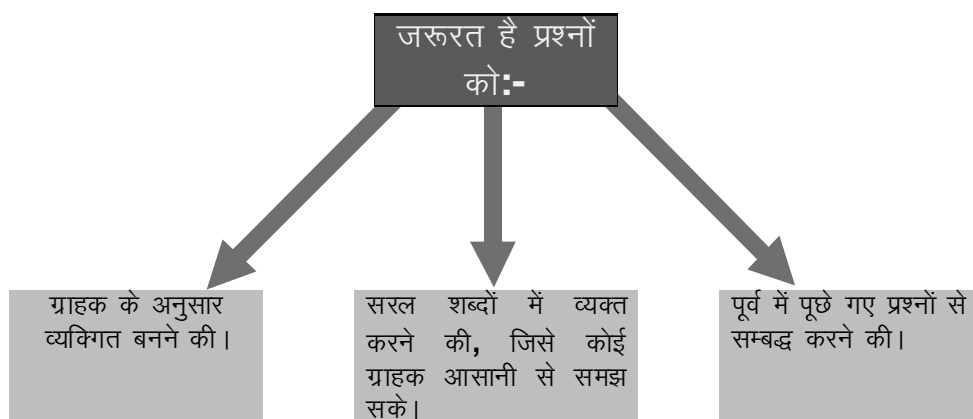 जरूरत है प्रश्नों
को:-
ग्राहक के अनुसार
व्यक्गित बनने की।
सरल शब्दों में व्यक्त
करने की, जिसे कोई
ग्राहक आसानी से समझ
सके।
पूर्व में पूछे गए प्रश्नों से
सम्बद्ध करने की।